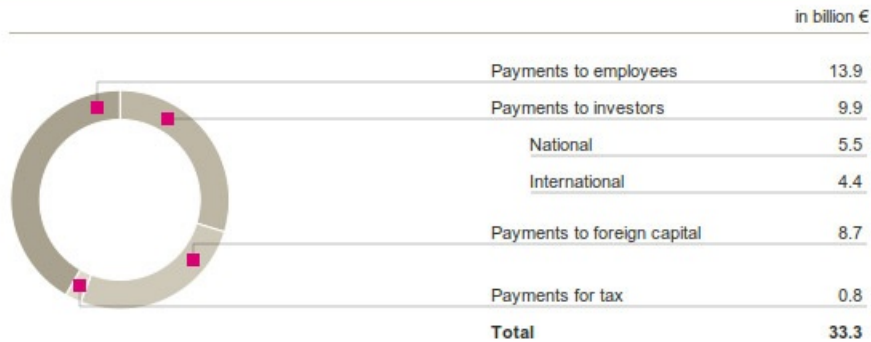 in billion €
Payments to employees 13.9
Payments to investors 9.9
National 5.5
International 4.4
Payments to foreign capital 8.7
Payments for tax 0.8
Total 33.3